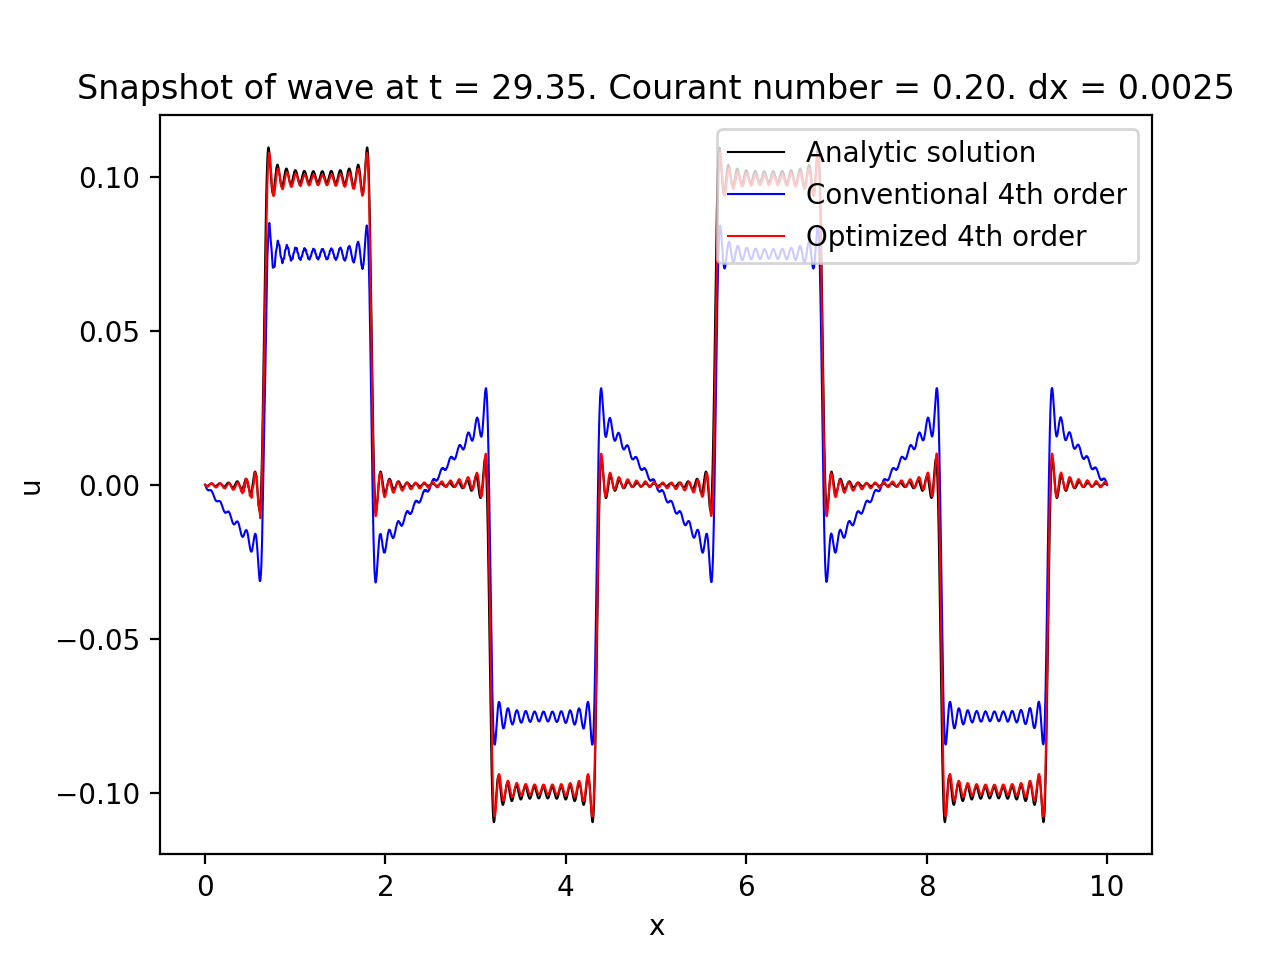 Snapshot of wave at t = 29.35. Courant number = 0.20. dx = 0.0025
Analytic solution
Conventional 4th order
Optimized 4th order
0.10
0.05
0.00
−0.05
−0.10
u
0 2 4 6 8 10
x